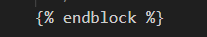 {% endblock %}